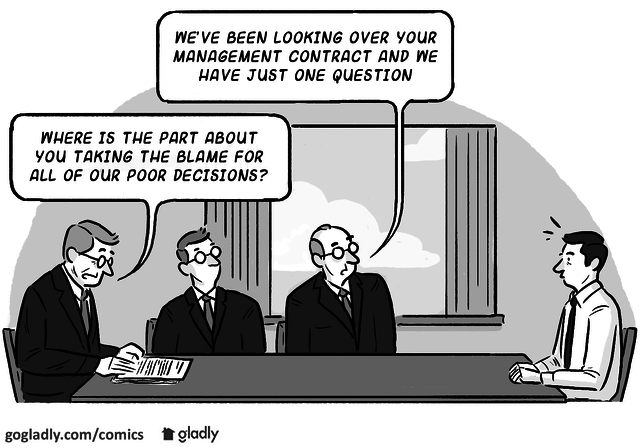 WE'VE BEEN LOOKING OVER YOUR
MANAGEMENT CONTRACT AND WE
HAVE JUST ONE QUESTION
WHERE IS THE PART ABOUT
YOU TAKING THE BLAME FOR
ALL OF OUR POOR DECISIONS?
gogladly.com/comics
gladly